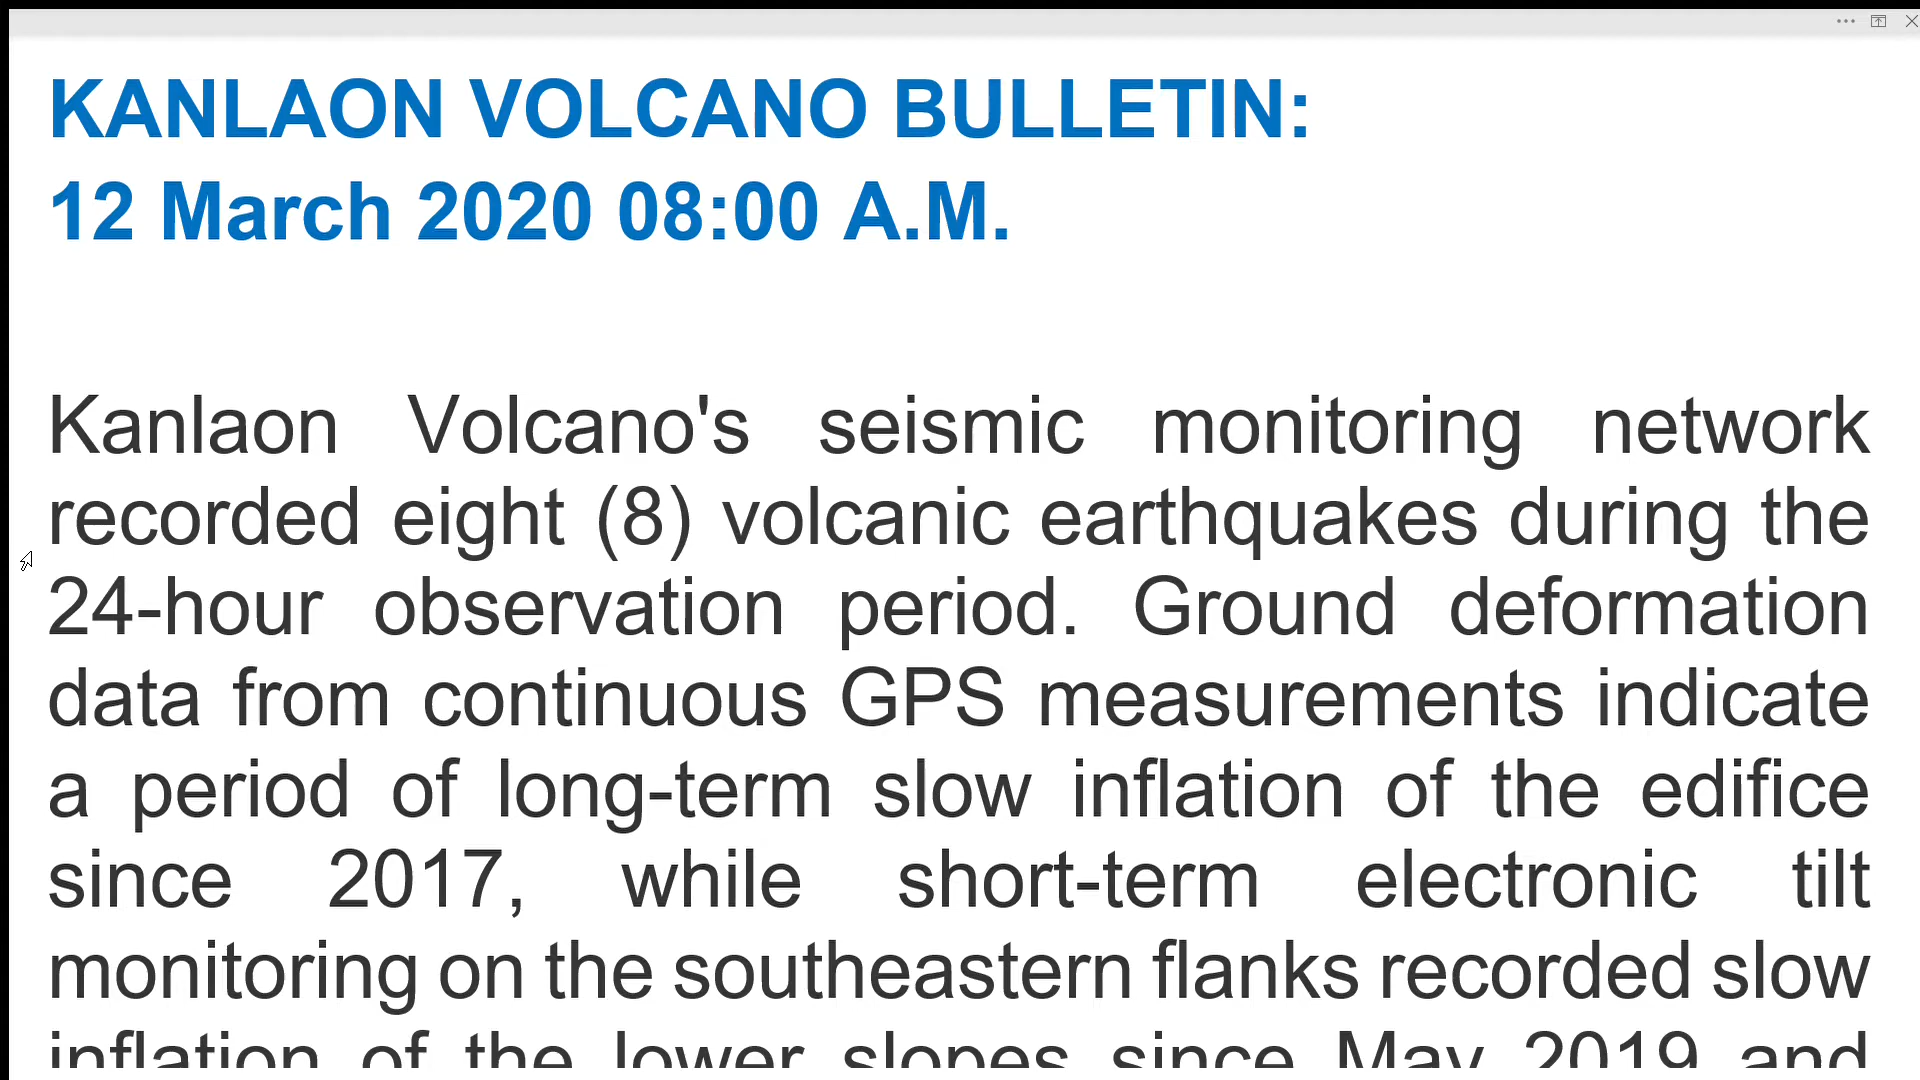 KANLAON VOLCANO BULLETIN:
12 March 2020 08:00 A.M.
Kanlaon Volcano's seismic monitoring network
recorded eight (8) volcanic earthquakes during the
24-hour observation period. Ground deformation
data from continuous GPS measurements indicate
a period of long-term slow inflation of the edifice
since 2017, while short-term electronic tilt
monitoring on the southeastern flanks recorded slow
inflation of the lower slopes since May 2019 and